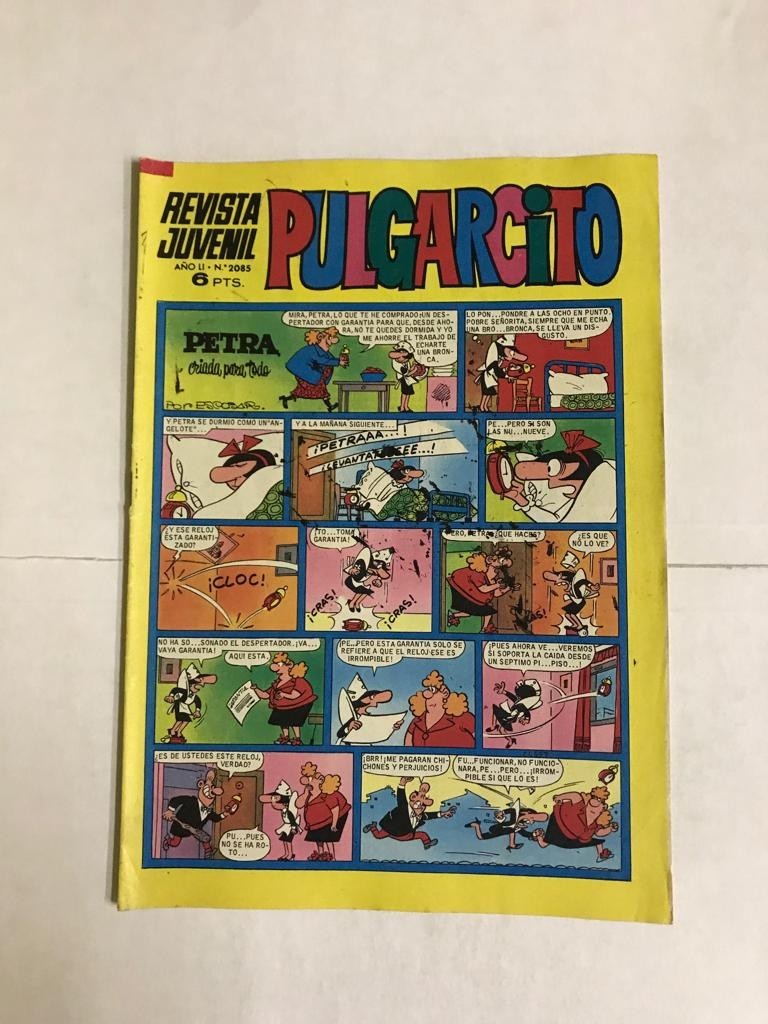 REVISTA
JUVENIL
AÑO LI • N.º 2085
6 PTS.
PULGARCITO
PETRA
criada para todo
Por ESCOBAR.
MIRA, PETRA, LO QUE TE HE COMPRADO: ¡UN DES-
PERTADOR CON GARANTIA PARA QUE, DESDE AHO-
RA, NO TE QUEDES DORMIDA Y YO
ME AHORRE EL TRABAJO DE
ECHARTE
UNA BRON-
CA.
LO PON...PONDRE A LAS OCHO EN PUNTO.
POBRE SEÑORITA, SIEMPRE QUE ME ECHA
UNA BRO...BRONCA, SE LLEVA UN DIS-
GUSTO.
Y PETRA SE DURMIO COMO UN "AN-
GELOTE"...
Y A LA MAÑANA SIGUIENTE...
¡PETRAAA...!
¡LEVANTATE...!
PE...PERO SI SON
LAS NU...NUEVE.
¿Y ESE RELOJ
ESTA GARANTI-
ZADO?
¡CLOC!
¡TO...TOMA
GARANTIA!
¡CRAS!
¡CRAS!
PERO, PETRA, ¿QUE HACES?
¿ES QUE
NO LO VE?
NO HA SO...SONADO EL DESPERTADOR. ¡VA...
VAYA GARANTIA!
AQUI ESTA.
¡PE...PERO ESTA GARANTIA SOLO SE
REFIERE A QUE EL RELOJ ESE ES
IRROMPIBLE!
¡PUES AHORA VE...VEREMOS
SI SOPORTA LA CAIDA DESDE
UN SEPTIMO PI...PISO...!
¿ES DE USTEDES ESTE RELOJ,
VERDAD?
PU...PUES
NO SE HA RO-
TO...
¡BRR! ¡ME PAGARAN CHI-
CHONES Y PERJUICIOS!
FU...FUNCIONAR, NO FUNCIO-
NARA, PE...PERO... ¡IRROM-
PIBLE SI QUE LO ES!